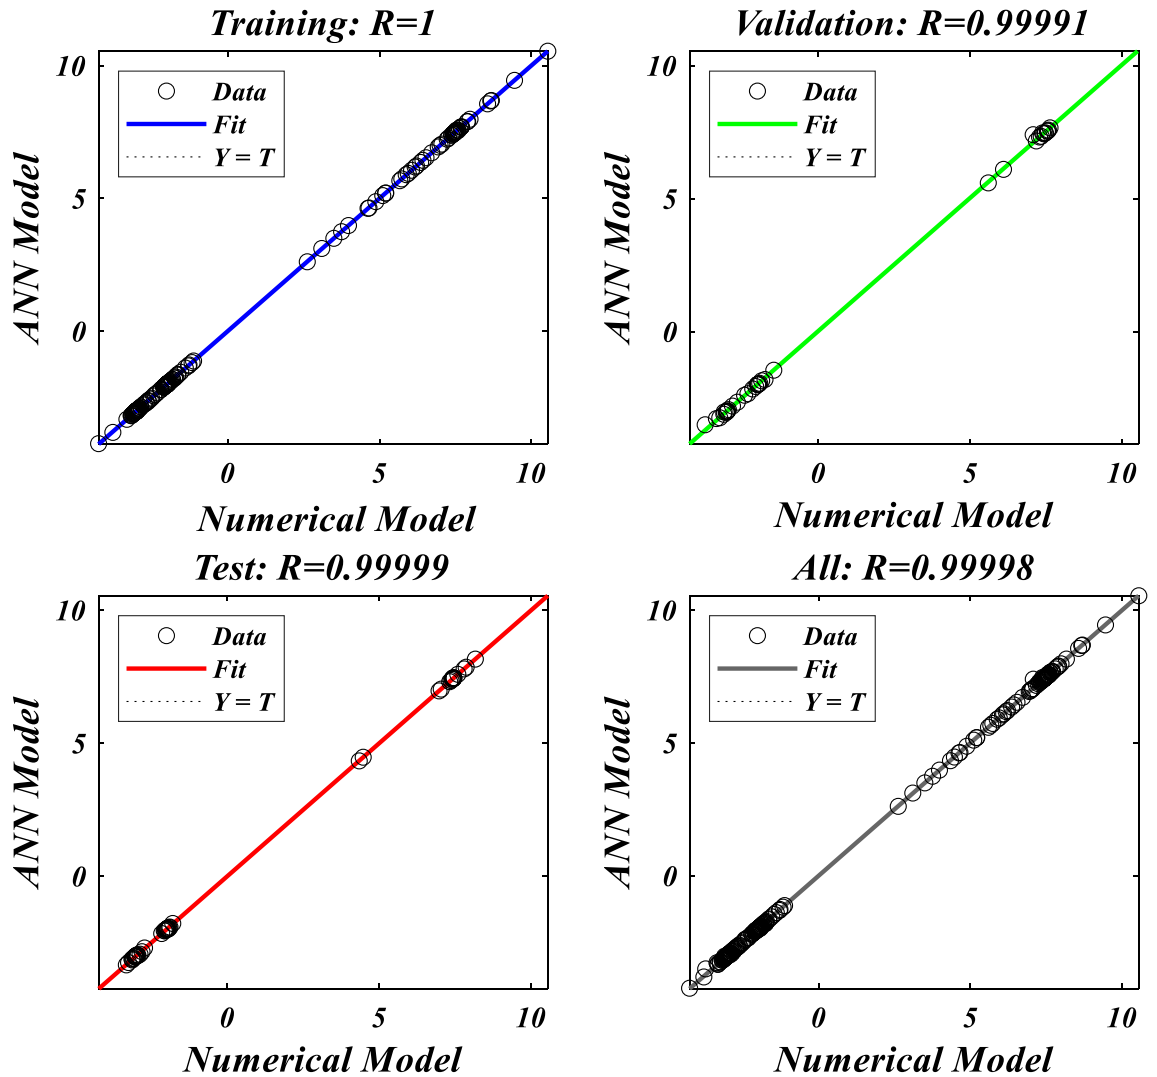 Training: R=1
10
5
0
Data
Fit
Y = T
ANN Model
0
5
10
Numerical Model
Validation: R=0.99991
10
5
0
Data
Fit
Y = T
ANN Model
0
5
10
Numerical Model
Test: R=0.99999
10
5
0
Data
Fit
Y = T
ANN Model
0
5
10
Numerical Model
All: R=0.99998
10
5
0
Data
Fit
Y = T
ANN Model
0
5
10
Numerical Model